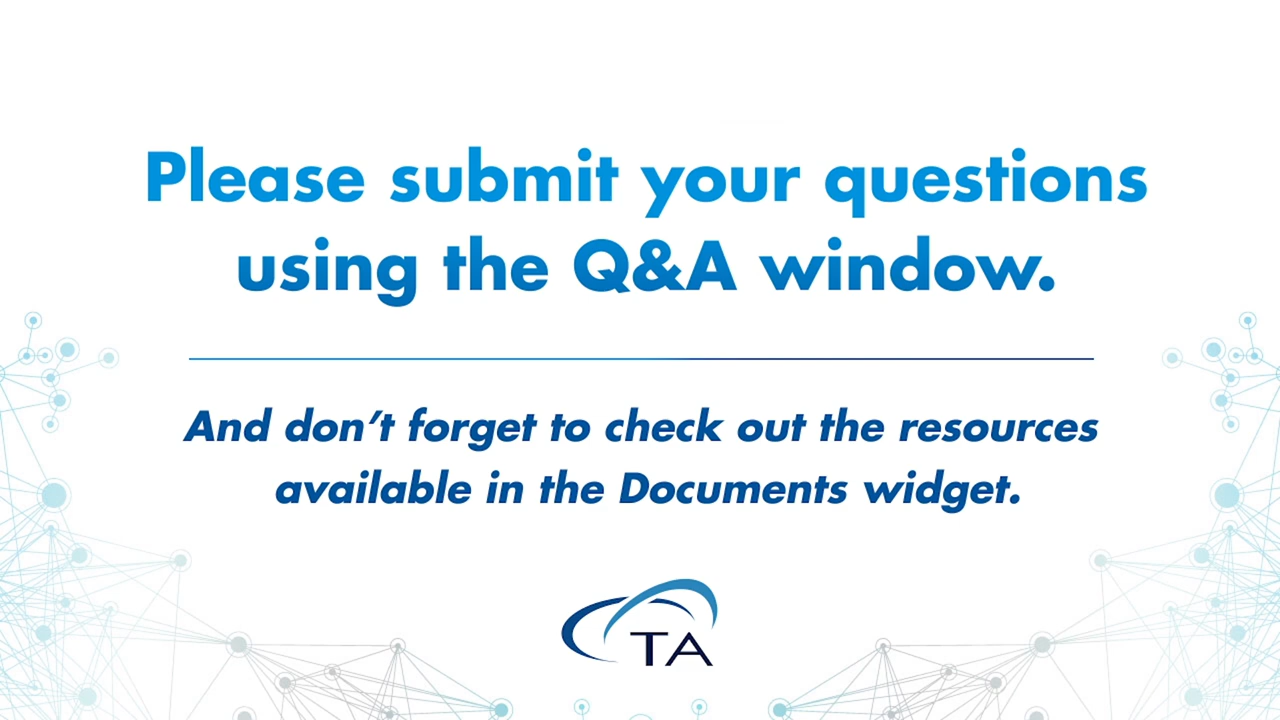 Please submit your questions
using the Q&A window.
And don’t forget to check out the resources
available in the Documents widget.
TA